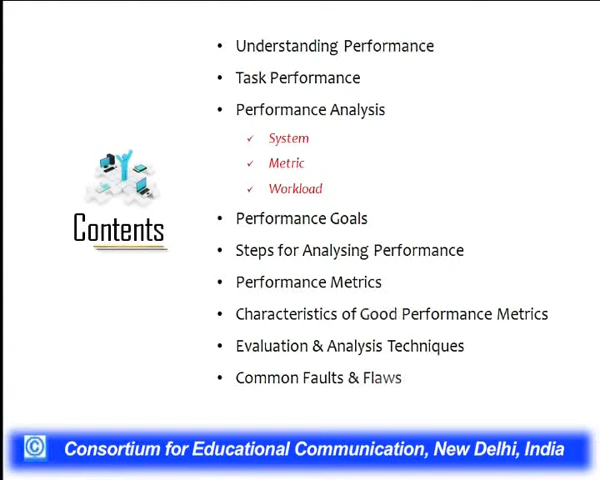 Contents
• Understanding Performance
• Task Performance
• Performance Analysis
✓ System
✓ Metric
✓ Workload
• Performance Goals
• Steps for Analysing Performance
• Performance Metrics
• Characteristics of Good Performance Metrics
• Evaluation & Analysis Techniques
• Common Faults & Flaws
© Consortium for Educational Communication, New Delhi, India